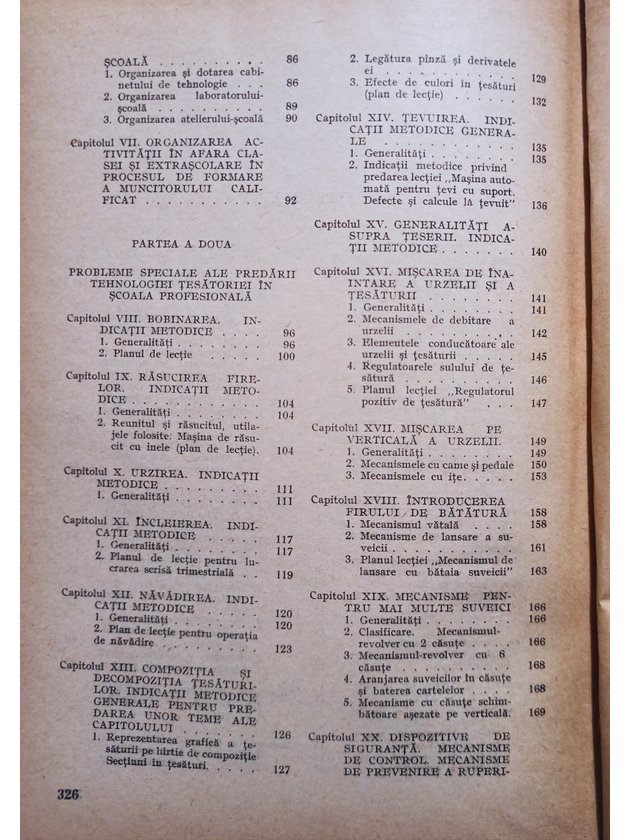 ȘCOALĂ . . . . . . . . . . 86
1. Organizarea și dotarea cabi-
netului de tehnologie . . . 86
2. Organizarea laboratorului-
școală . . . . . . . . . . 89
3. Organizarea atelierului-școală 90
Capitolul VII. ORGANIZAREA AC-
TIVITĂȚII ÎN AFARA CLA-
SEI ȘI EXTRAȘCOLARE ÎN
PROCESUL DE FORMARE
A MUNCITORULUI CALI-
FICAT . . . . . . . . . . . 92
PARTEA A DOUA
PROBLEME SPECIALE ALE PREDĂRII
TEHNOLOGIEI ȚESĂTORIEI ÎN
ȘCOALA PROFESIONALĂ
Capitolul VIII. BOBINAREA. IN-
DICAȚII METODICE . . . . 96
1. Generalități . . . . . . . . 96
2. Planul de lecție . . . . . . 100
Capitolul IX. RĂSUCIREA FIRE-
LOR. INDICAȚII METO-
DICE . . . . . . . . . . . . 104
1. Generalități . . . . . . . . 104
2. Reunitul și răsucitul, utila-
jele folosite. Mașina de răsu-
cit cu inele (plan de lecție). 104
Capitolul X. URZIREA. INDICAȚII
METODICE . . . . . . . . . 111
1. Generalități . . . . . . . . 111
Capitolul XI. ÎNCLEIEREA. INDI-
CAȚII METODICE . . . . . . 117
1. Generalități . . . . . . . . 117
2. Planul de lecție pentru lu-
crarea scrisă trimestrială . . 119
Capitolul XII. NĂVĂDIREA. INDI-
CAȚII METODICE . . . . . . 120
1. Generalități . . . . . . . . 120
2. Plan de lecție pentru operația
de năvădire . . . . . . . . . 123
Capitolul XIII. COMPOZIȚIA ȘI
DECOMPOZIȚIA ȚESĂTURI-
LOR. INDICAȚII METODICE
GENERALE PENTRU PRE-
DAREA UNOR TEME ALE
CAPITOLULUI . . . . . . . . 126
1. Reprezentarea grafică a țe-
săturii pe hîrtie de compoziție
Secțiuni în țesături. . . . . . 127
326
2. Legătura pînză și derivatele
ei . . . . . . . . . . . . . 129
3. Efecte de culori în țesături
(plan de lecție) . . . . . . 132
Capitolul XIV. ȚEVUIREA. INDI-
CAȚII METODICE GENERA-
LE . . . . . . . . . . . . . 135
1. Generalități . . . . . . . . 135
2. Indicații metodice privind
predarea lecției „Mașina auto-
mată pentru țevi cu suport.
Defecte și calcule la țevuit" 136
Capitolul XV. GENERALITĂȚI A-
SUPRA ȚESERII. INDICA-
ȚII METODICE . . . . . . . 140
Capitolul XVI. MIȘCAREA DE ÎNA-
INTARE A URZELII ȘI A
ȚESĂTURII . . . . . . . . . 141
1. Generalități . . . . . . . . 141
2. Mecanismele de debitare a
urzelii . . . . . . . . . . . 142
3. Elementele conducătoare ale
urzelii și țesăturii . . . . . 145
4. Regulatoarele sulului de țe-
sătură . . . . . . . . . . . 146
5. Planul lecției „Regulatorul
pozitiv de țesătură" . . . . 147
Capitolul XVII. MIȘCAREA PE
VERTICALĂ A URZELII. 149
1. Generalități . . . . . . . . 149
2. Mecanismele cu came și pedale 150
3. Mecanismele cu ițe. . . . . 153
Capitolul XVIII. ÎNTRODUCEREA
FIRULUI DE BĂTĂTURĂ 158
1. Mecanismul vătală . . . . 158
2. Mecanisme de lansare a su-
veicii . . . . . . . . . . . 161
3. Planul lecției „Mecanismul de
lansare cu bătaia suveicii" 163
Capitolul XIX. MECANISME PEN-
TRU MAI MULTE SUVEICI 166
1. Generalități . . . . . . . . 166
2. Clasificare. Mecanismul-
revolver cu 2 căsuțe . . . . 166
3. Mecanismul-revolver cu 6
căsuțe . . . . . . . . . . . 168
4. Aranjarea suveicilor în căsuțe
și baterea cartelelor . . . . 168
5. Mecanisme cu căsuțe schim-
bătoare așezate pe verticală. 169
Capitolul XX. DISPOZITIVE DE
SIGURANȚĂ. MECANISME
DE CONTROL. MECANISME
DE PREVENIRE A RUPERI-